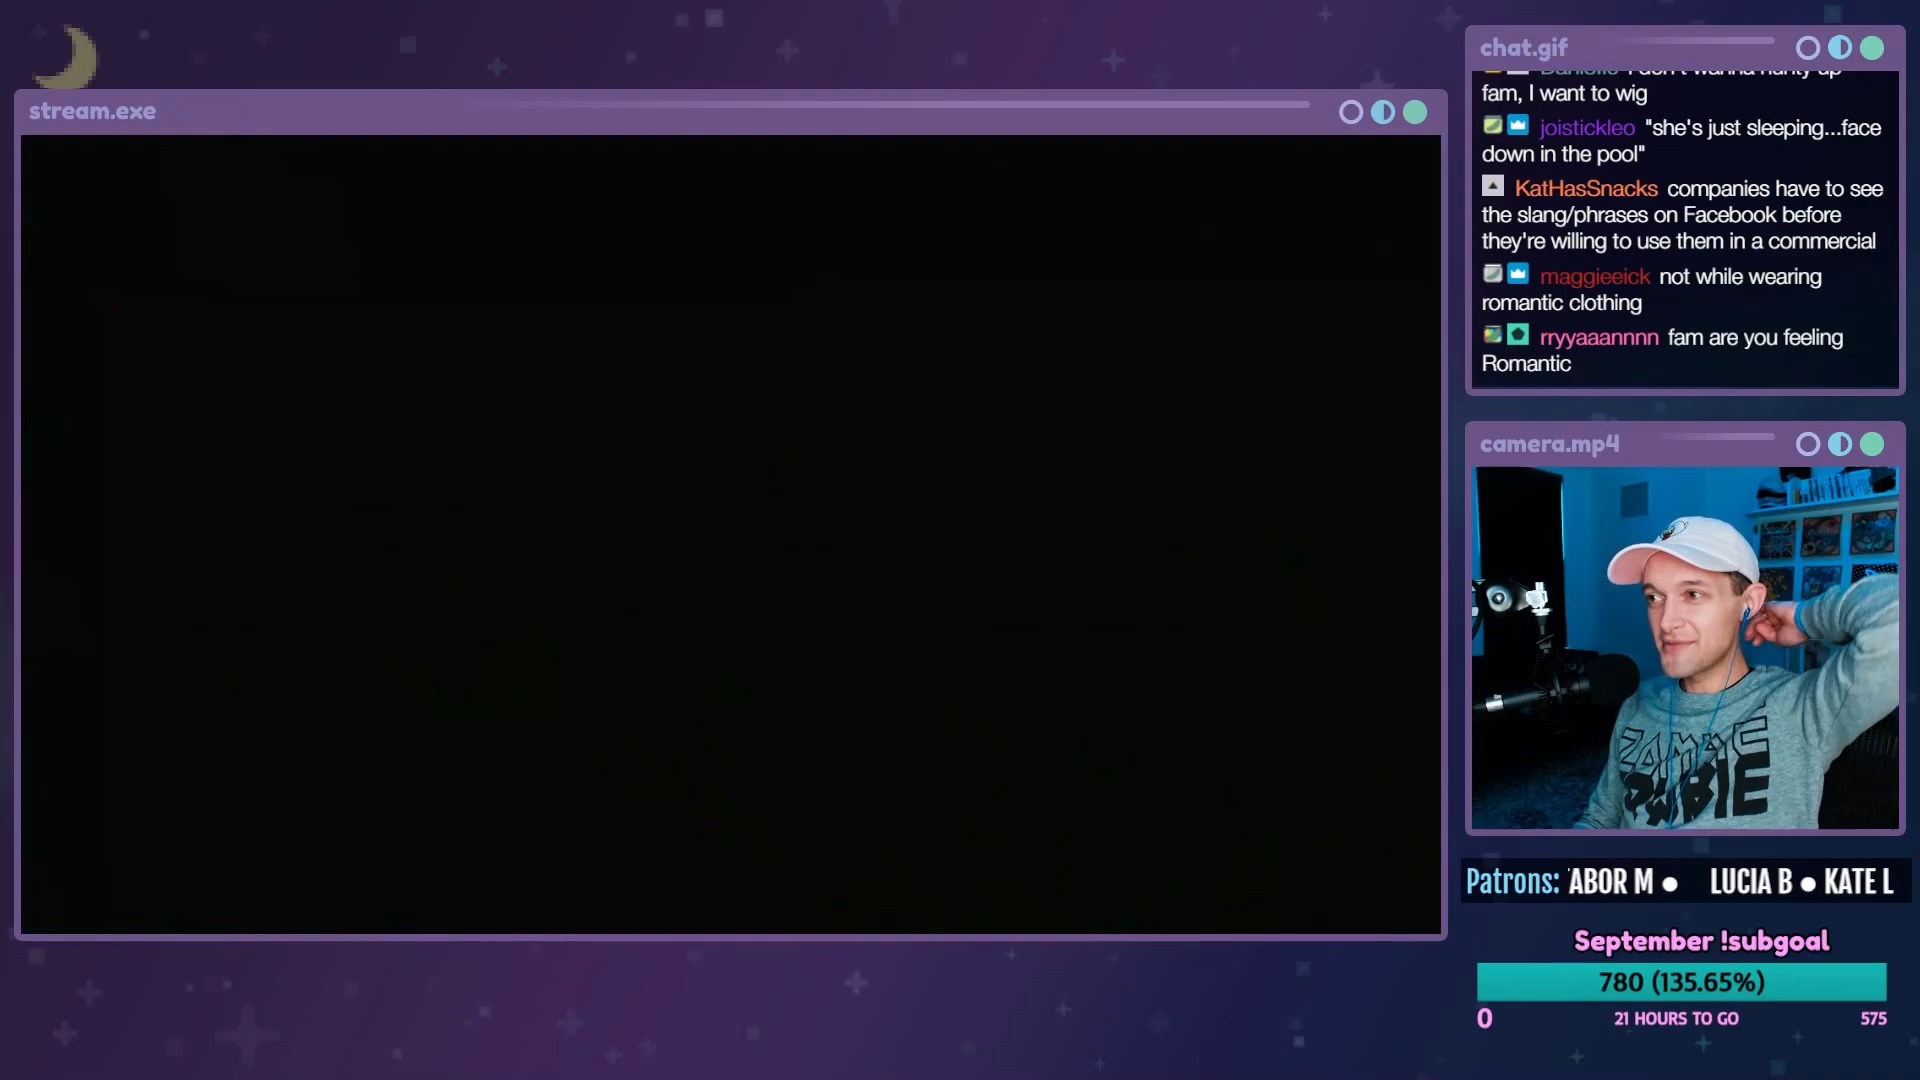 stream.exe
chat.gif
fam, I want to wig
joistickleo "she's just sleeping...face
down in the pool"
KatHasSnacks companies have to see
the slang/phrases on Facebook before
they're willing to use them in a commercial
maggieeick not while wearing
romantic clothing
rryyaaannnn fam are you feeling
Romantic
camera.mp4
Patrons: ABOR M ● LUCIA B ● KATE L
September !subgoal
780 (135.65%)
0 21 HOURS TO GO 575